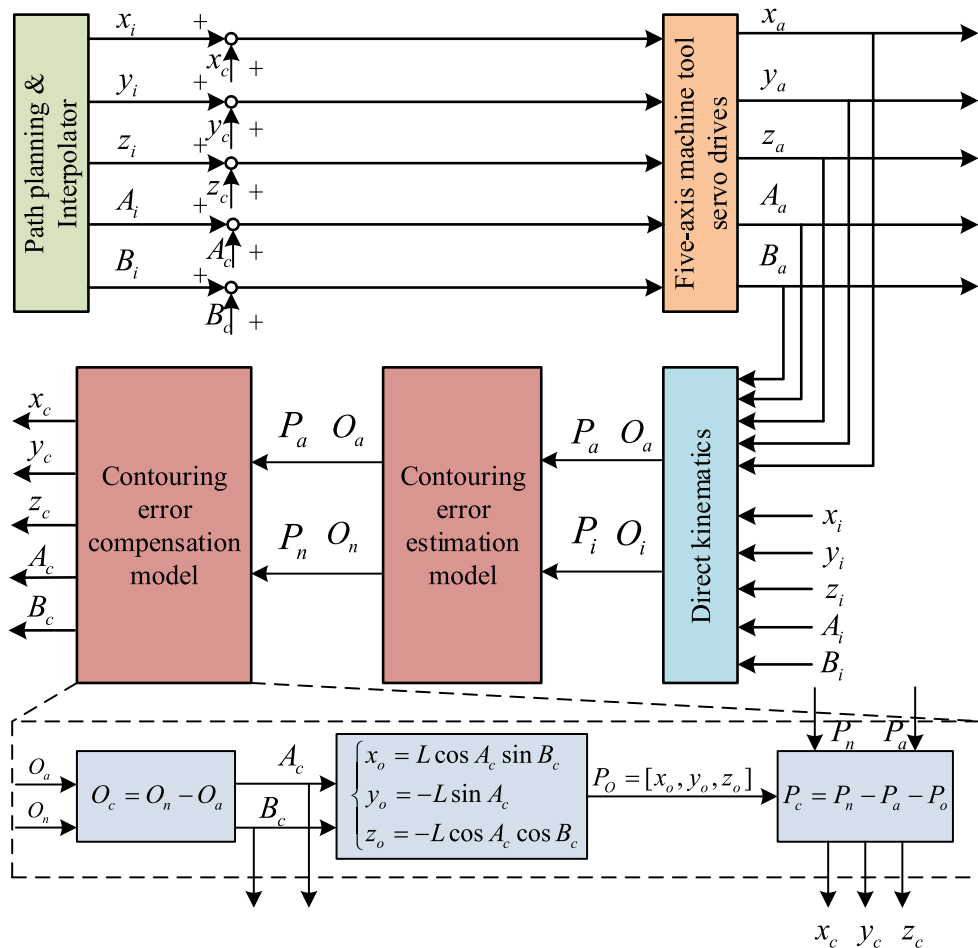 Path planning &
Interpolator
x_i + x_c +
y_i + y_c +
z_i + z_c +
A_i + A_c +
B_i + B_c +
Five-axis machine tool
servo drives
x_a
y_a
z_a
A_a
B_a
x_c
y_c
z_c
A_c
B_c
Contouring
error
compensation
model
P_a O_a
P_n O_n
Contouring
error
estimation
model
P_a O_a
P_i O_i
Direct kinematics
x_i
y_i
z_i
A_i
B_i
O_a
O_n
O_c = O_n − O_a
A_c
B_c
x_o = L cos A_c sin B_c
y_o = −L sin A_c
z_o = −L cos A_c cos B_c
P_O = [x_o, y_o, z_o]
P_n P_a
P_c = P_n − P_a − P_o
x_c y_c z_c